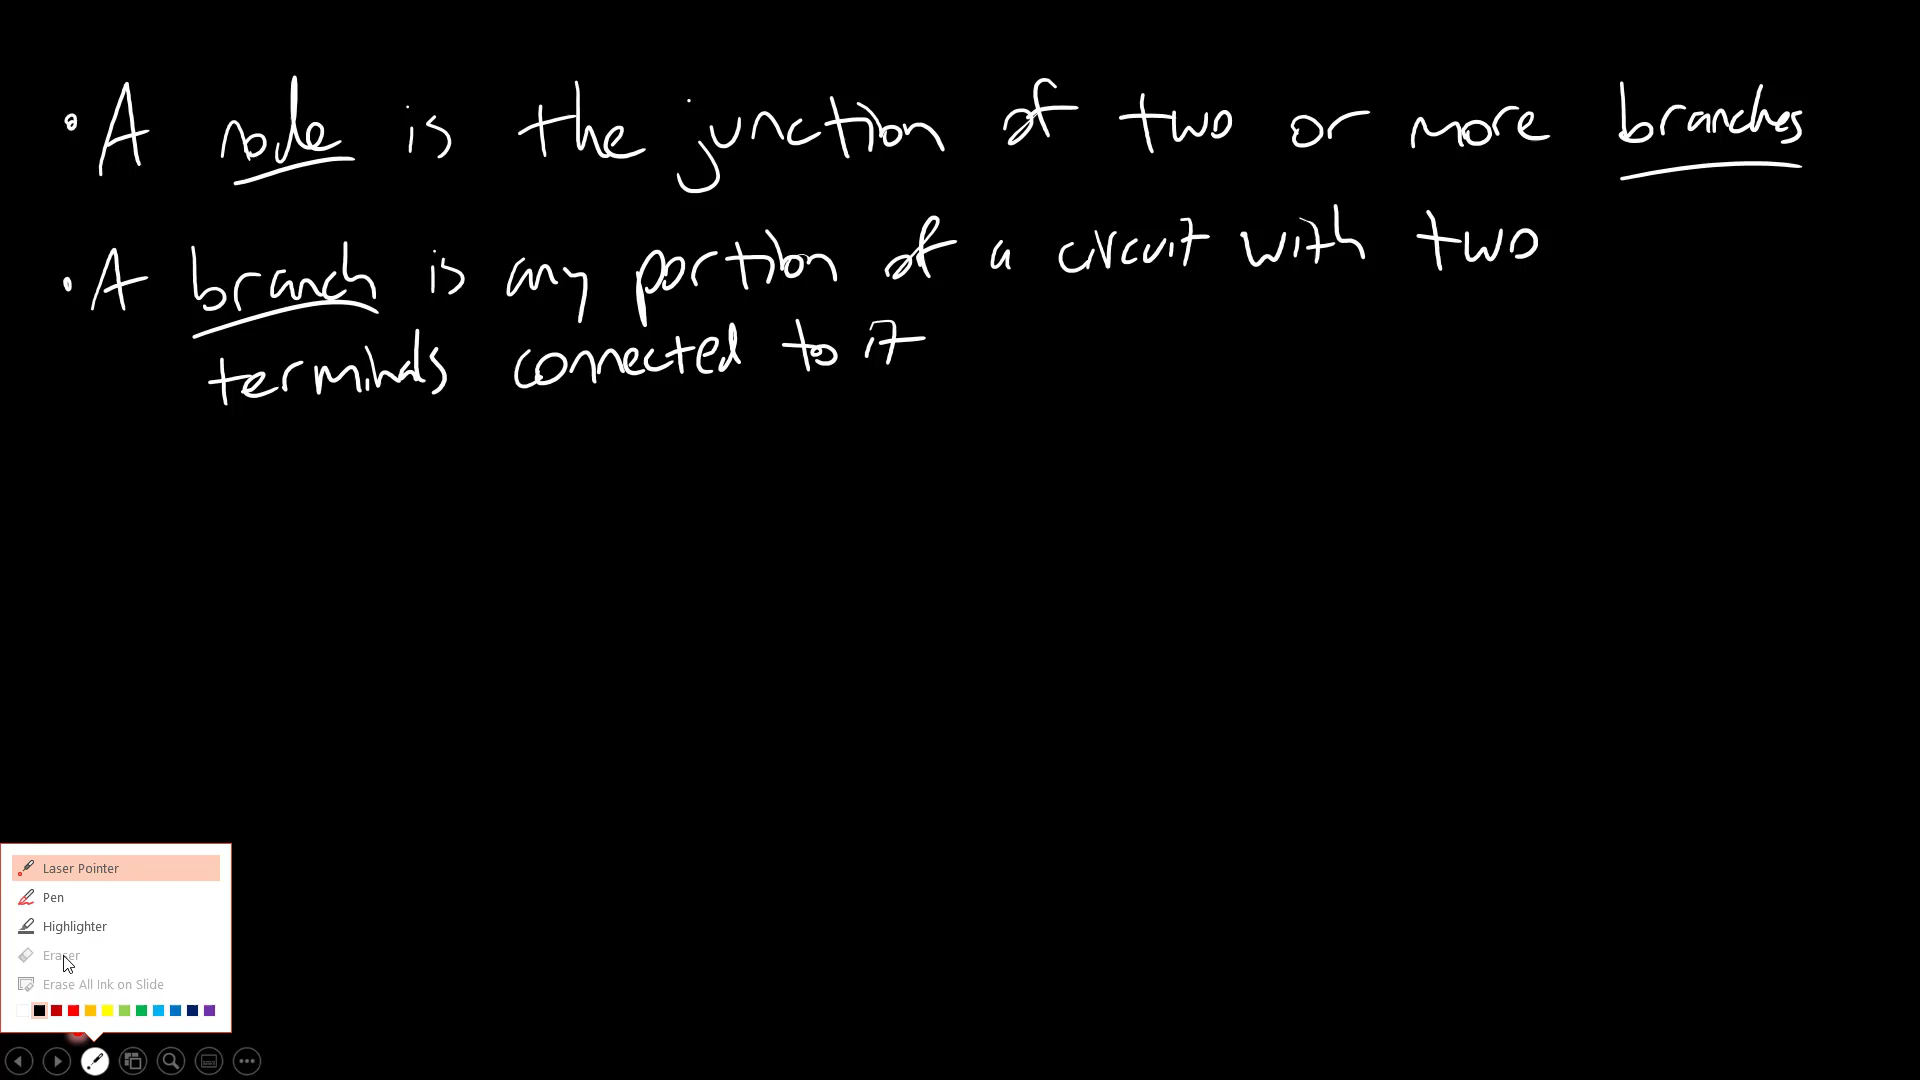 • A node is the junction of two or more branches
• A branch is any portion of a circuit with two
terminals connected to it
Laser Pointer
Pen
Highlighter
Eraser
Erase All Ink on Slide